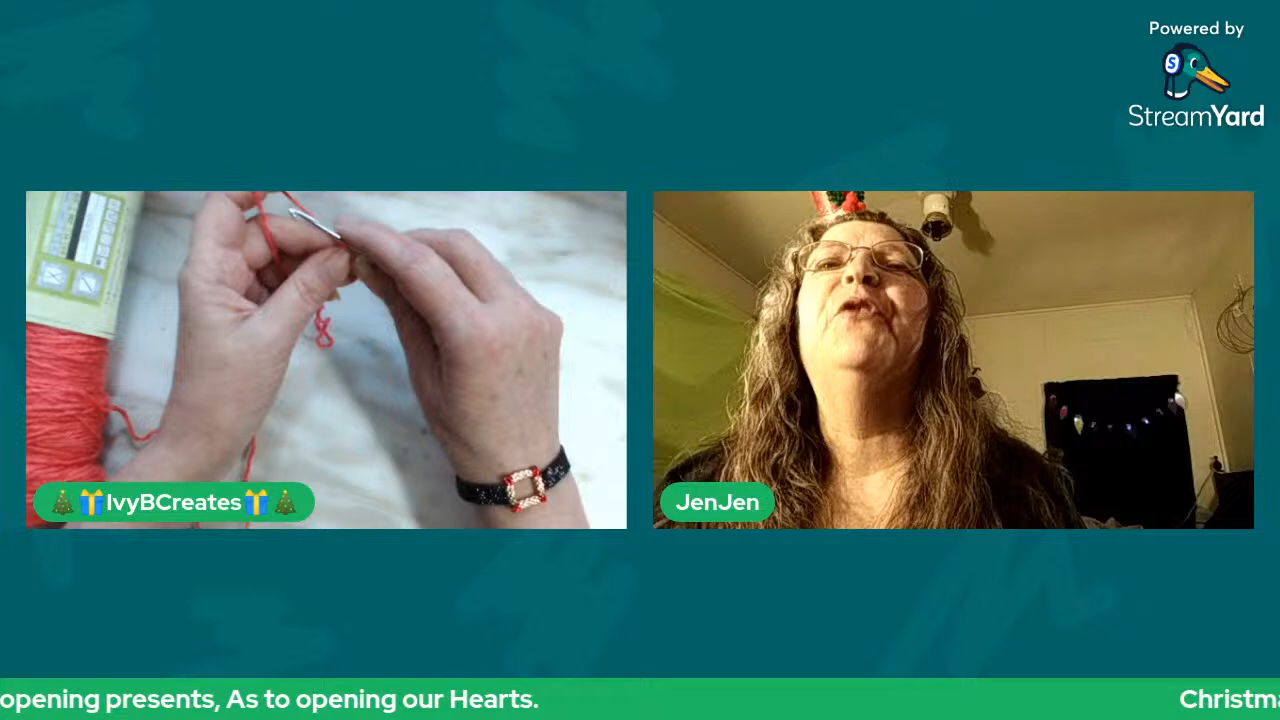 Powered by
S
StreamYard
🎄🎁IvyBCreates🎁🎄
JenJen
opening presents, As to opening our Hearts.
Christma